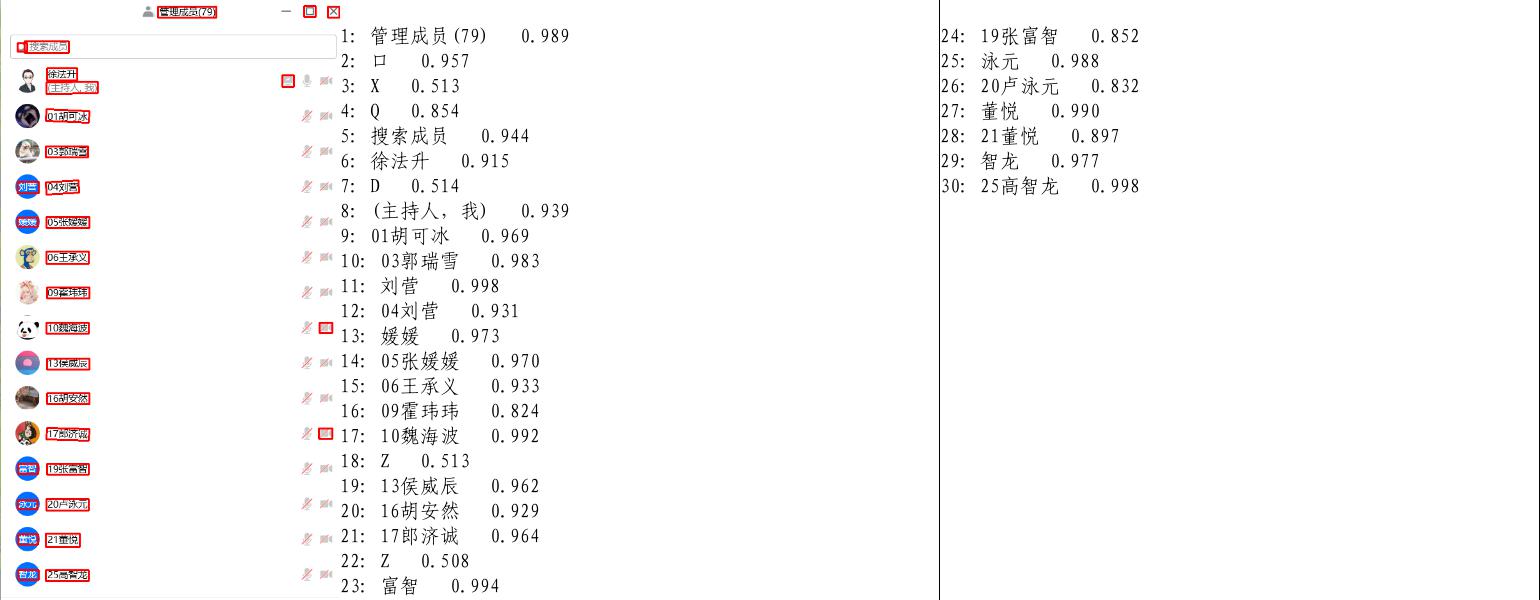 管理成员(79)
搜索成员
徐法升
(主持人, 我)
01胡可冰
03郭瑞雪
刘营 04刘营
媛媛 05张媛媛
06王承义
09霍玮玮
10魏海波
13侯威辰
16胡安然
17郎济诚
富智 19张富智
泳元 20卢泳元
董悦 21董悦
智龙 25高智龙
1: 管理成员(79) 0.989
2: 口 0.957
3: X 0.513
4: Q 0.854
5: 搜索成员 0.944
6: 徐法升 0.915
7: D 0.514
8: (主持人, 我) 0.939
9: 01胡可冰 0.969
10: 03郭瑞雪 0.983
11: 刘营 0.998
12: 04刘营 0.931
13: 媛媛 0.973
14: 05张媛媛 0.970
15: 06王承义 0.933
16: 09霍玮玮 0.824
17: 10魏海波 0.992
18: Z 0.513
19: 13侯威辰 0.962
20: 16胡安然 0.929
21: 17郎济诚 0.964
22: Z 0.508
23: 富智 0.994
24: 19张富智 0.852
25: 泳元 0.988
26: 20卢泳元 0.832
27: 董悦 0.990
28: 21董悦 0.897
29: 智龙 0.977
30: 25高智龙 0.998